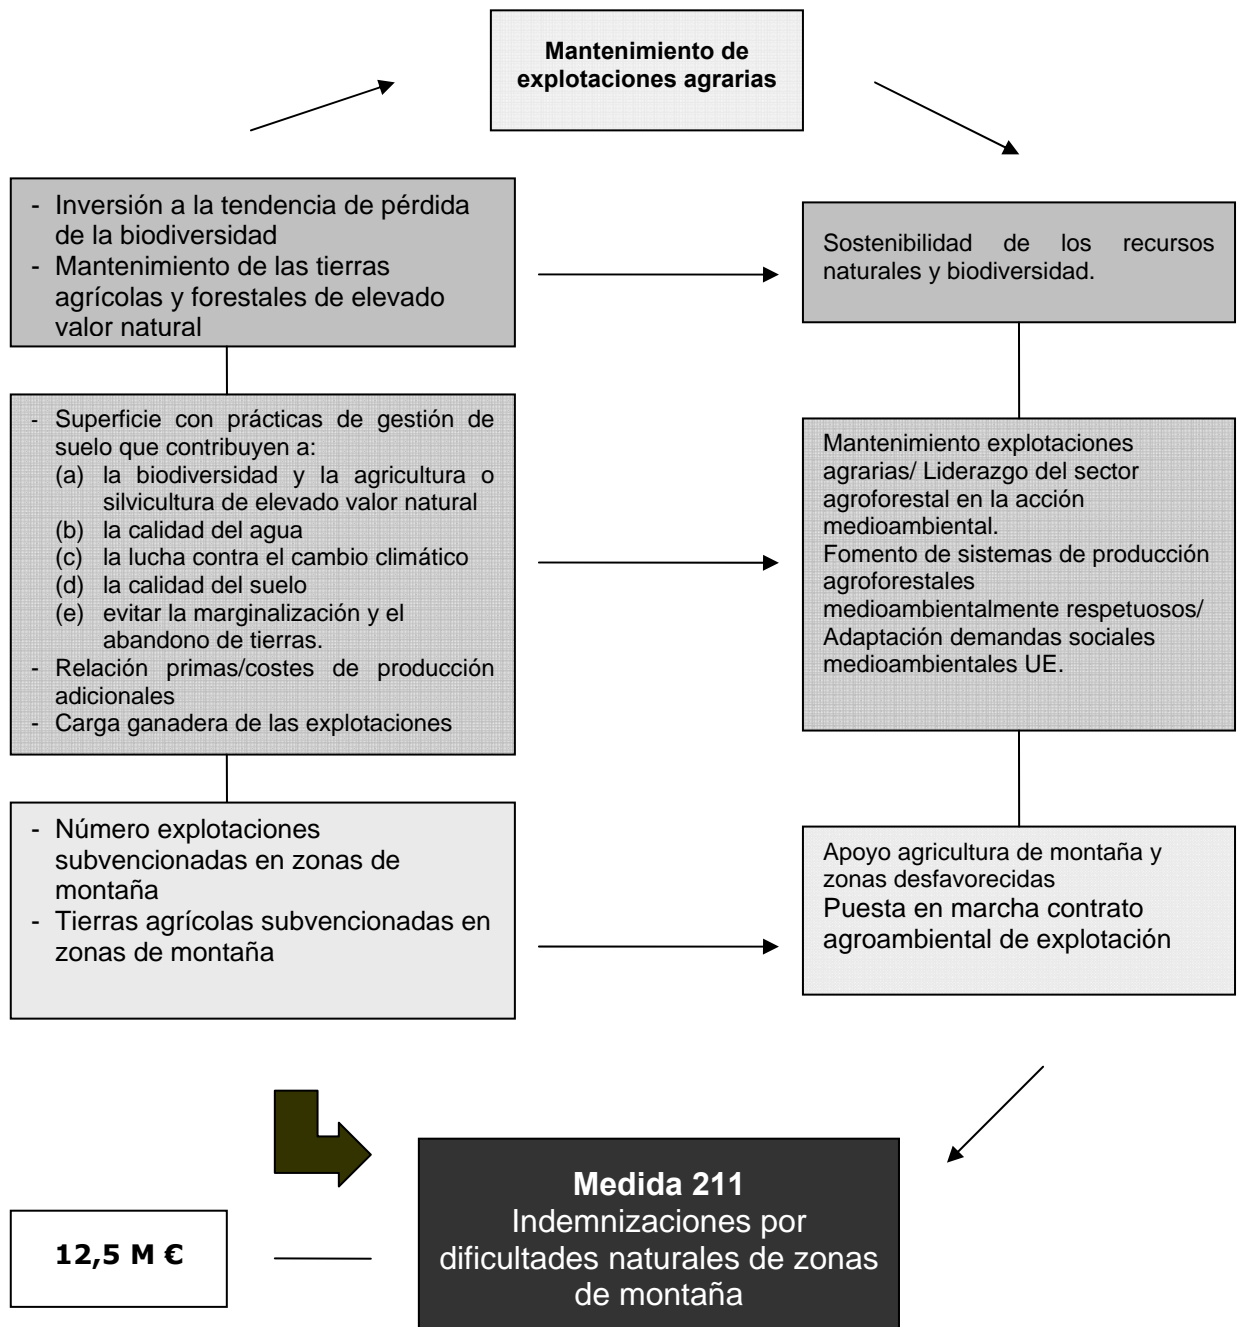 Mantenimiento de
explotaciones agrarias
- Inversión a la tendencia de pérdida
de la biodiversidad
- Mantenimiento de las tierras
agrícolas y forestales de elevado
valor natural
Sostenibilidad de los recursos
naturales y biodiversidad.
- Superficie con prácticas de gestión de
suelo que contribuyen a:
(a) la biodiversidad y la agricultura o
silvicultura de elevado valor natural
(b) la calidad del agua
(c) la lucha contra el cambio climático
(d) la calidad del suelo
(e) evitar la marginalización y el
abandono de tierras.
- Relación primas/costes de producción
adicionales
- Carga ganadera de las explotaciones
Mantenimiento explotaciones
agrarias/ Liderazgo del sector
agroforestal en la acción
medioambiental.
Fomento de sistemas de producción
agroforestales
medioambientalmente respetuosos/
Adaptación demandas sociales
medioambientales UE.
- Número explotaciones
subvencionadas en zonas de
montaña
- Tierras agrícolas subvencionadas en
zonas de montaña
Apoyo agricultura de montaña y
zonas desfavorecidas
Puesta en marcha contrato
agroambiental de explotación
12,5 M €
Medida 211
Indemnizaciones por
dificultades naturales de zonas
de montaña